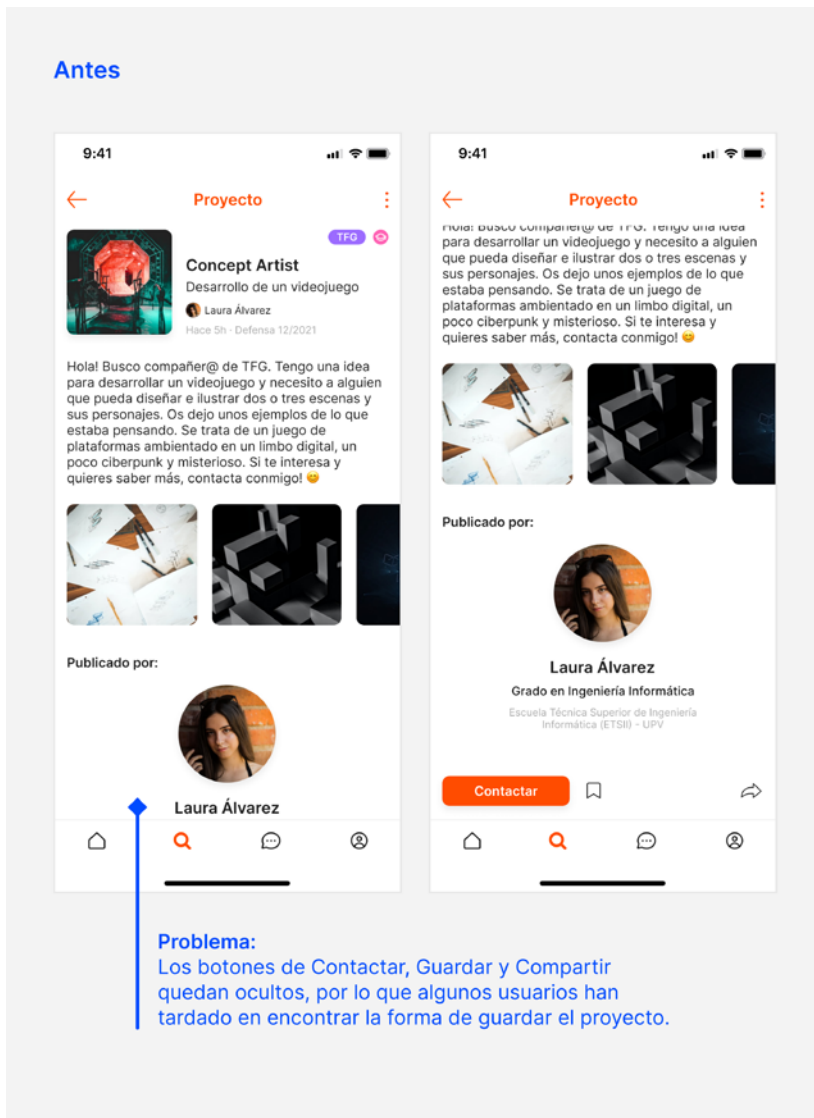 Antes
9:41
Proyecto
TFG
Concept Artist
Desarrollo de un videojuego
Laura Álvarez
Hace 5h · Defensa 12/2021
Hola! Busco compañer@ de TFG. Tengo una idea
para desarrollar un videojuego y necesito a alguien
que pueda diseñar e ilustrar dos o tres escenas y
sus personajes. Os dejo unos ejemplos de lo que
estaba pensando. Se trata de un juego de
plataformas ambientado en un limbo digital, un
poco ciberpunk y misterioso. Si te interesa y
quieres saber más, contacta conmigo! 😊
Publicado por:
Laura Álvarez
9:41
Proyecto
Hola! Busco compañer@ de TFG. Tengo una idea
para desarrollar un videojuego y necesito a alguien
que pueda diseñar e ilustrar dos o tres escenas y
sus personajes. Os dejo unos ejemplos de lo que
estaba pensando. Se trata de un juego de
plataformas ambientado en un limbo digital, un
poco ciberpunk y misterioso. Si te interesa y
quieres saber más, contacta conmigo! 😊
Publicado por:
Laura Álvarez
Grado en Ingeniería Informática
Escuela Técnica Superior de Ingeniería
Informática (ETSII) - UPV
Contactar
Problema:
Los botones de Contactar, Guardar y Compartir
quedan ocultos, por lo que algunos usuarios han
tardado en encontrar la forma de guardar el proyecto.